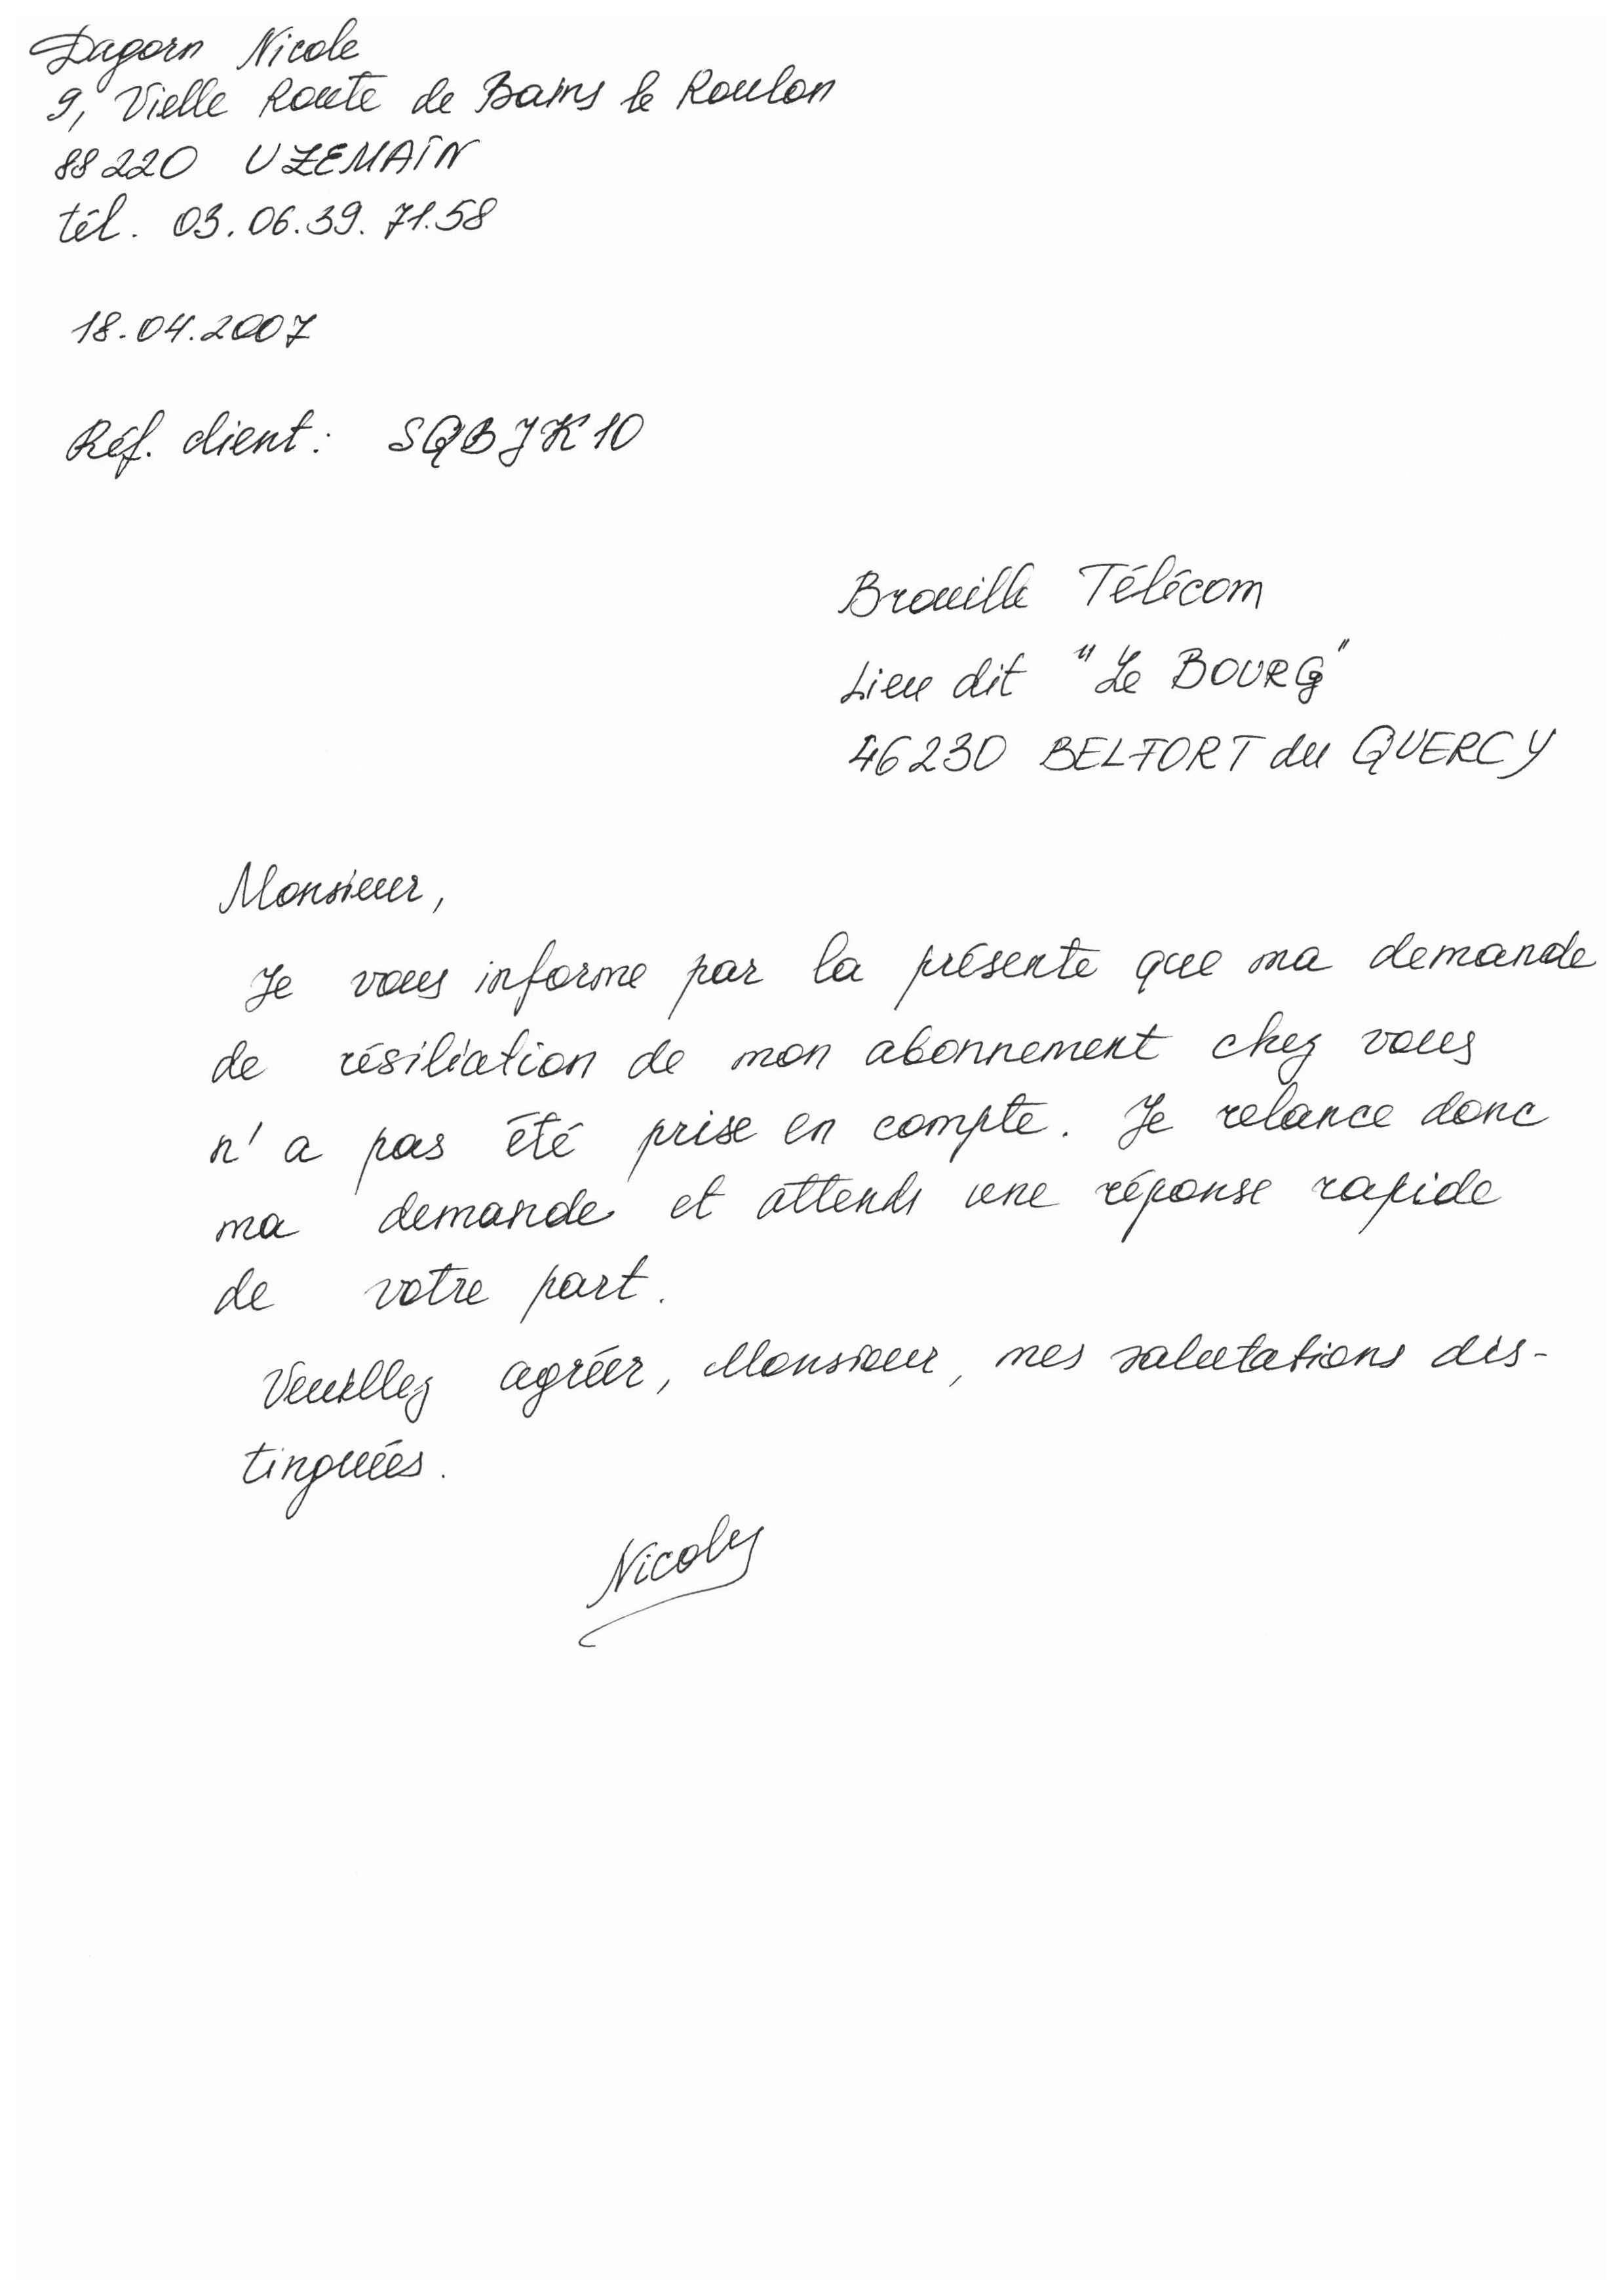 Dagorn Nicole
9, Vielle Route de Bains le Roulon
88220 UZEMAIN
tél. 03.06.39.71.58
18.04.2007
Réf. client: SQBJK10
Brouille Télécom
Lieu dit "Le BOURG"
46230 BELFORT du QUERCY
Monsieur,
Je vous informe par la présente que ma demande
de résiliation de mon abonnement chez vous
n'a pas été prise en compte. Je relance donc
ma demande et attends une réponse rapide
de votre part.
Veuillez agréer, Monsieur, mes salutations dis-
tinguées.